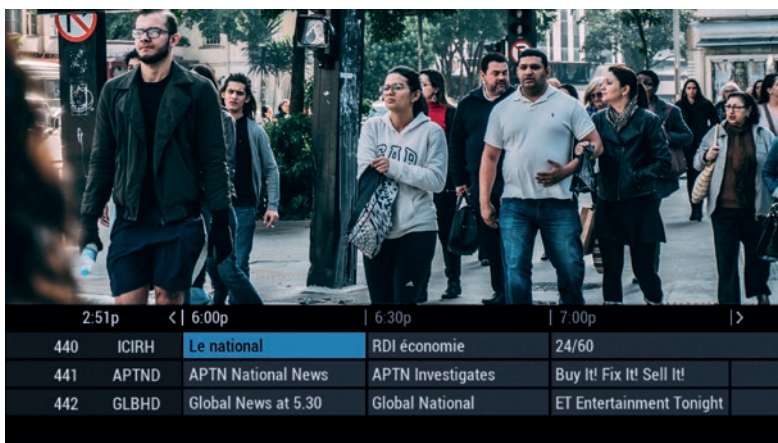 GAP
2:51p < 6:00p 6:30p 7:00p >
440 ICIRH Le national RDI économie 24/60
441 APTND APTN National News APTN Investigates Buy It! Fix It! Sell It!
442 GLBHD Global News at 5.30 Global National ET Entertainment Tonight